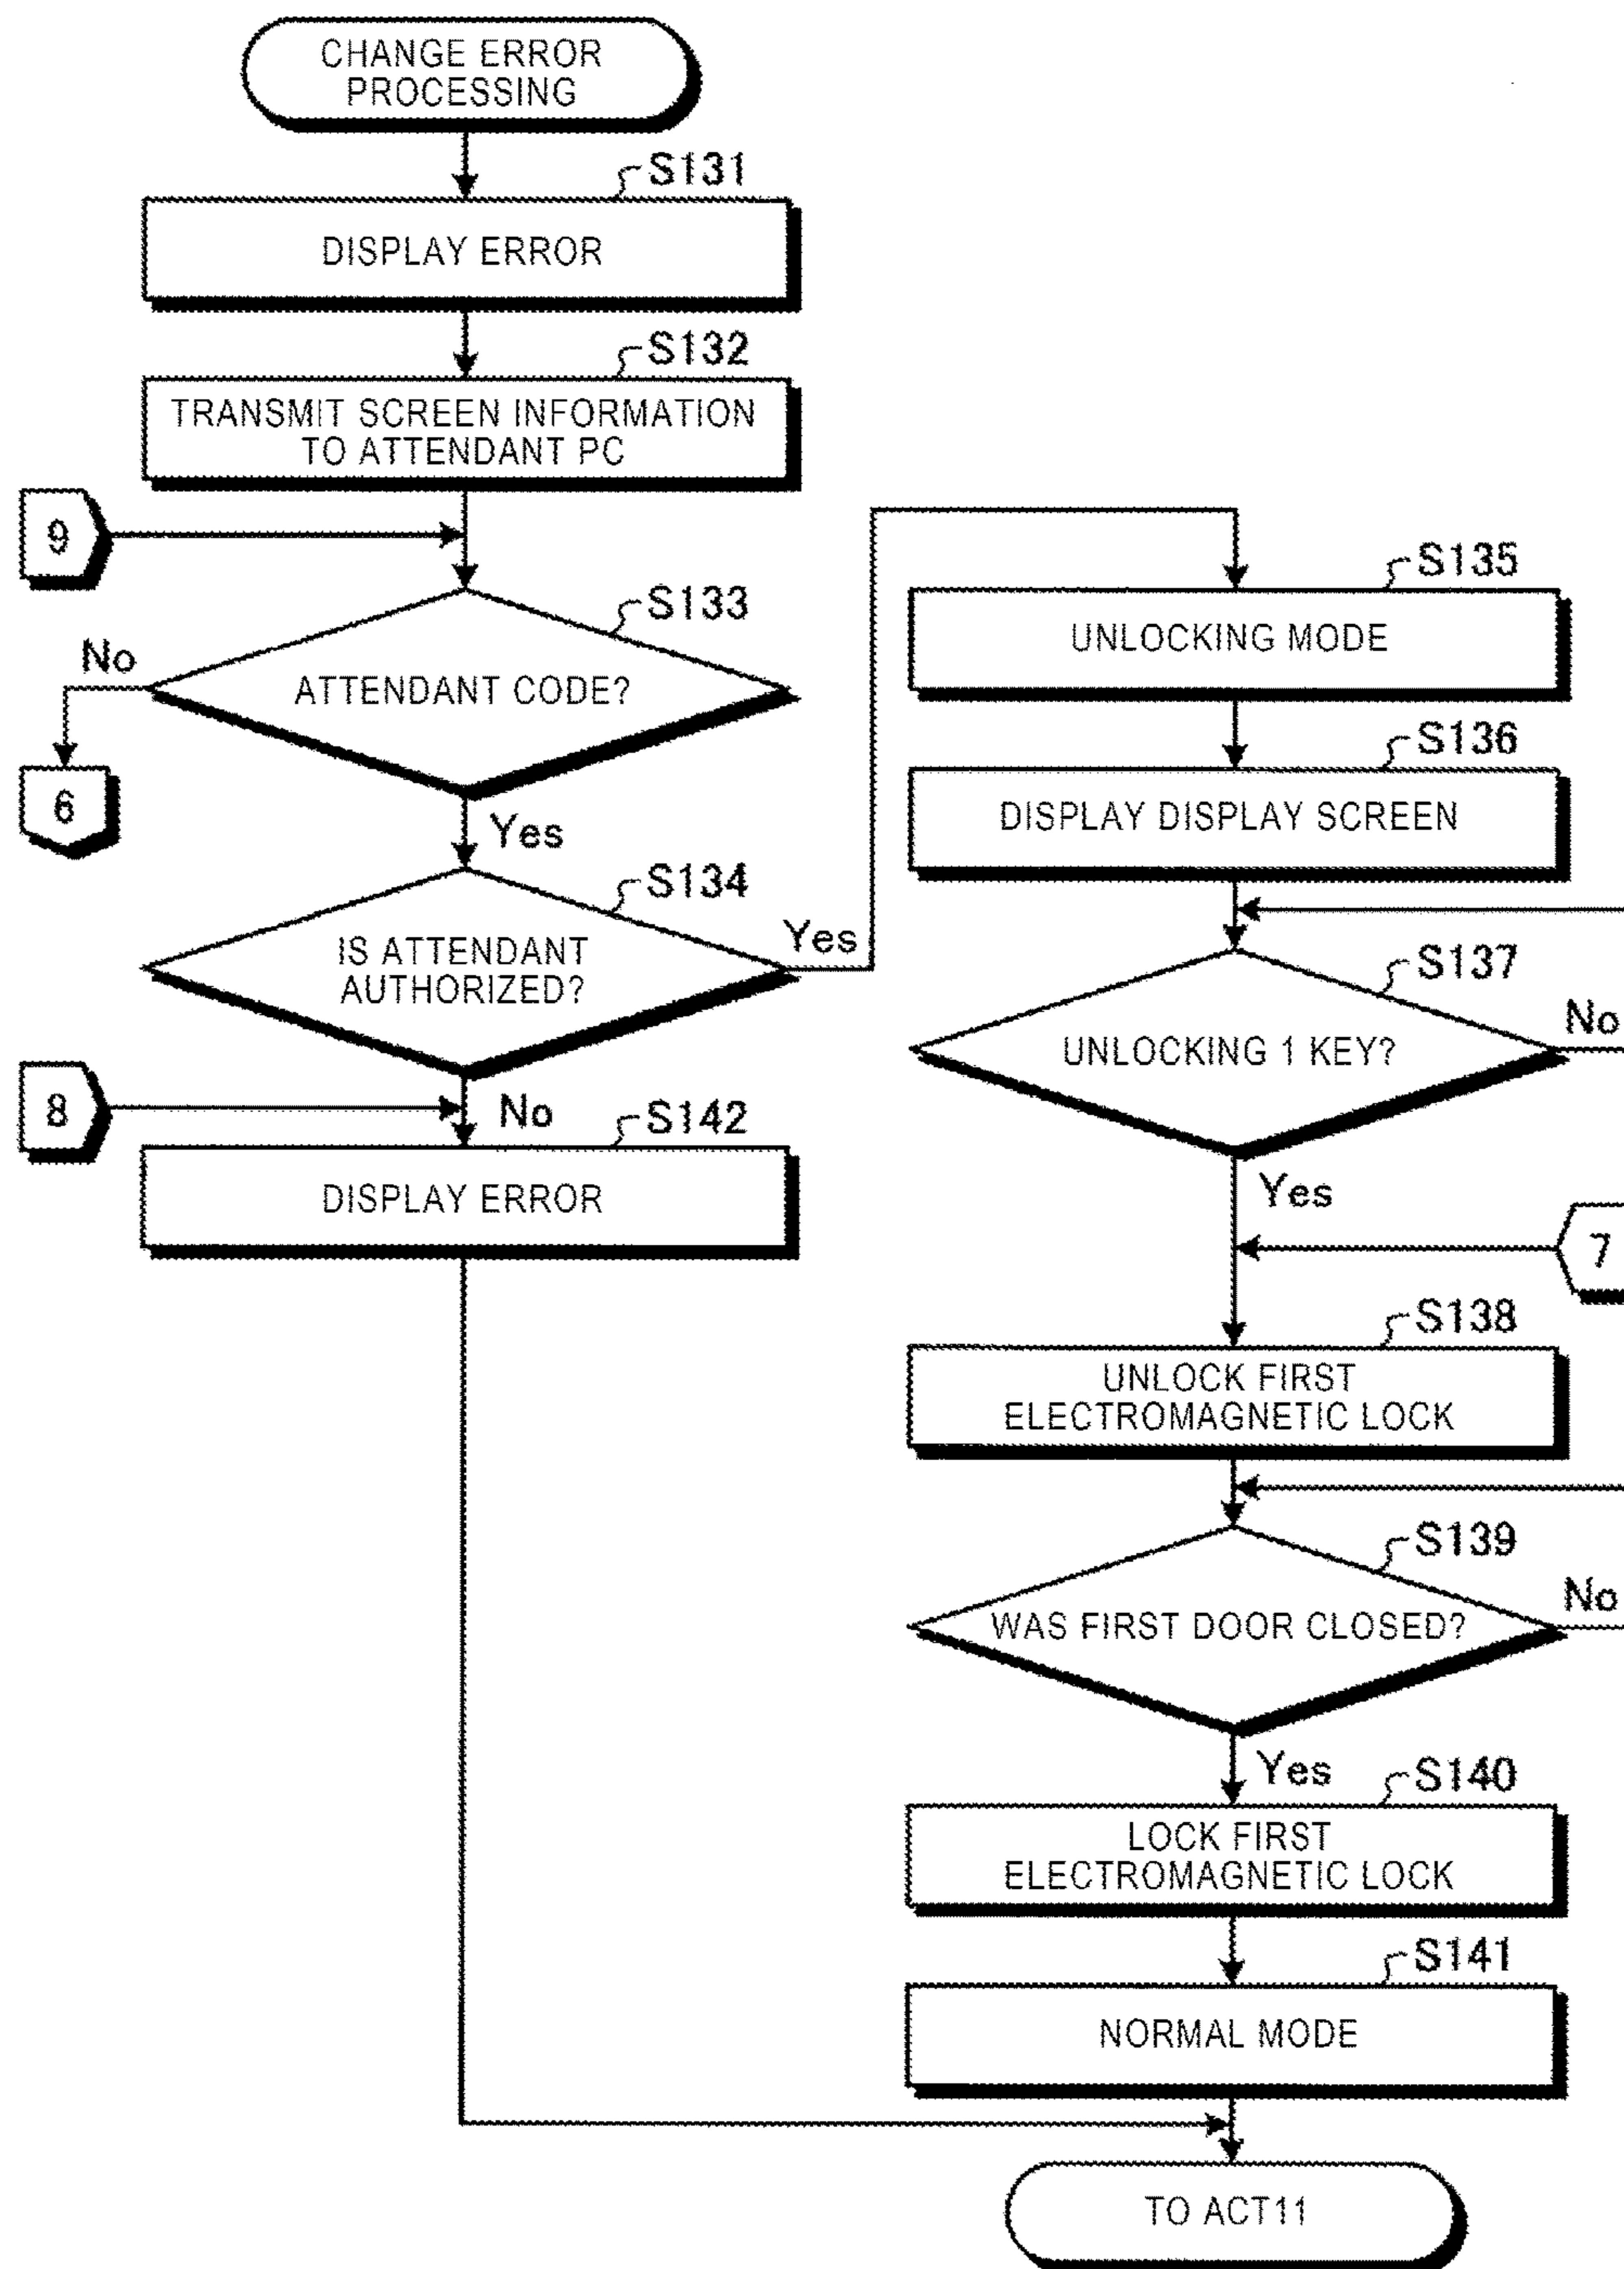 CHANGE ERROR
PROCESSING
S131
DISPLAY ERROR
S132
TRANSMIT SCREEN INFORMATION
TO ATTENDANT PC
9
S133
No
ATTENDANT CODE?
6
Yes
S134
IS ATTENDANT
AUTHORIZED?
Yes
8
No
S142
DISPLAY ERROR
S135
UNLOCKING MODE
S136
DISPLAY DISPLAY SCREEN
S137
No
UNLOCKING 1 KEY?
Yes
7
S138
UNLOCK FIRST
ELECTROMAGNETIC LOCK
S139
No
WAS FIRST DOOR CLOSED?
Yes
S140
LOCK FIRST
ELECTROMAGNETIC LOCK
S141
NORMAL MODE
TO ACT11